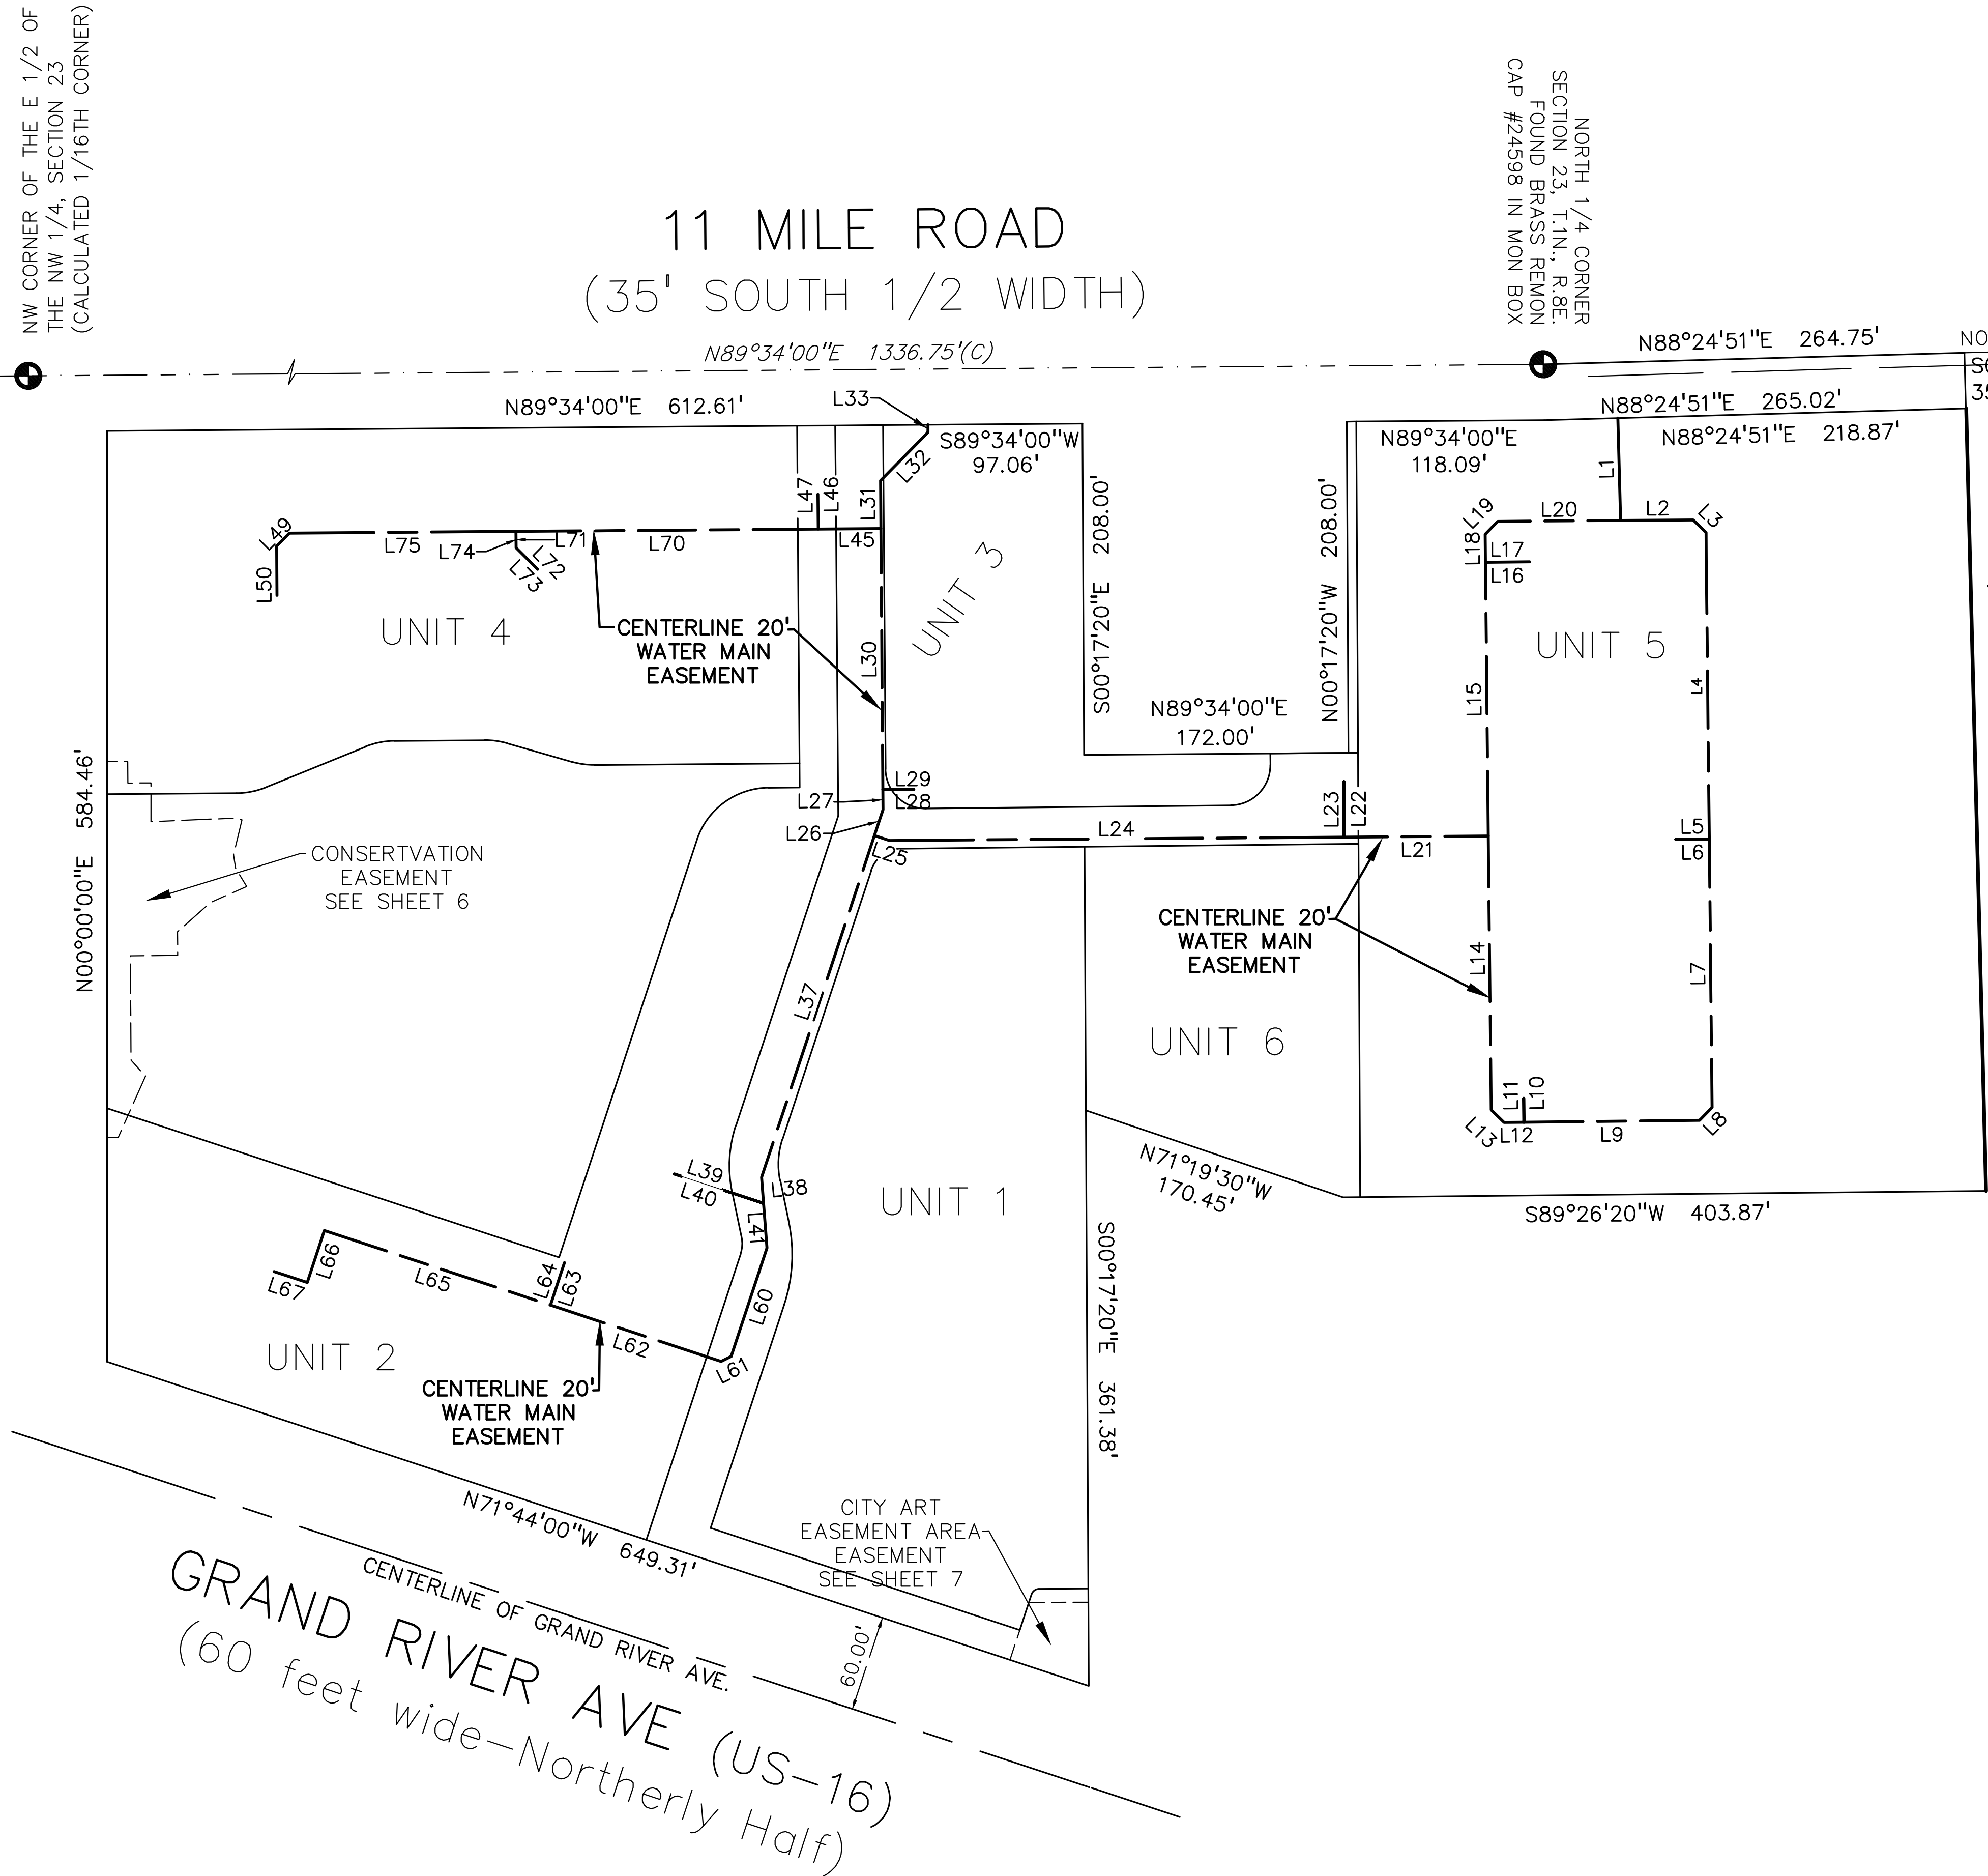 NW CORNER OF THE E 1/2 OF
THE NW 1/4, SECTION 23
(CALCULATED 1/16TH CORNER)
NORTH 1/4 CORNER
SECTION 23, T.1N., R.8E.
FOUND BRASS REMON
CAP #24598 IN MON BOX
11 MILE ROAD
(35' SOUTH 1/2 WIDTH)
N89°34'00"E 1336.75'(C)
N88°24'51"E 264.75'
NO
N89°34'00"E 612.61'
L33
N88°24'51"E 265.02'
S89°34'00"W
97.06'
N89°34'00"E
118.09'
N88°24'51"E 218.87'
L32
L1
L47
L46
L31
L49
L75
L74
L71
L72
L73
L70
L45
L50
L19
L20
L2
L3
L18
L17
L16
UNIT 4
UNIT 3
UNIT 5
CENTERLINE 20'
WATER MAIN
EASEMENT
L30
S00°17'20"E 208.00'
N00°17'20"W 208.00'
N89°34'00"E
172.00'
L15
L4
N00°00'00"E 584.46'
L29
L28
L27
L26
L25
L24
L23
L22
L21
L5
L6
CONSERTVATION
EASEMENT
SEE SHEET 6
CENTERLINE 20'
WATER MAIN
EASEMENT
L37
L14
L7
UNIT 6
L11
L10
L13
L12
L9
L8
N71°19'30"W
170.45'
L39
L40
L38
L41
UNIT 1
S89°26'20"W 403.87'
S00°17'20"E 361.38'
L67
L66
L65
L64
L63
L62
L60
L61
UNIT 2
CENTERLINE 20'
WATER MAIN
EASEMENT
N71°44'00"W 649.31'
CITY ART
EASEMENT AREA
EASEMENT
SEE SHEET 7
CENTERLINE OF GRAND RIVER AVE.
60.00'
GRAND RIVER AVE (US-16)
(60 feet wide-Northerly Half)